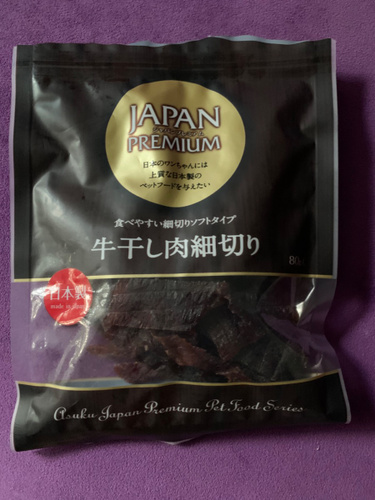 JAPAN
PREMIUM
日本のワンちゃんには
上質な日本製の
ペットフードを与えたい
食べやすい細切りソフトタイプ
牛干し肉細切り
80
日本製
made in Japan
Asuku Japan Premium Pet Food Series